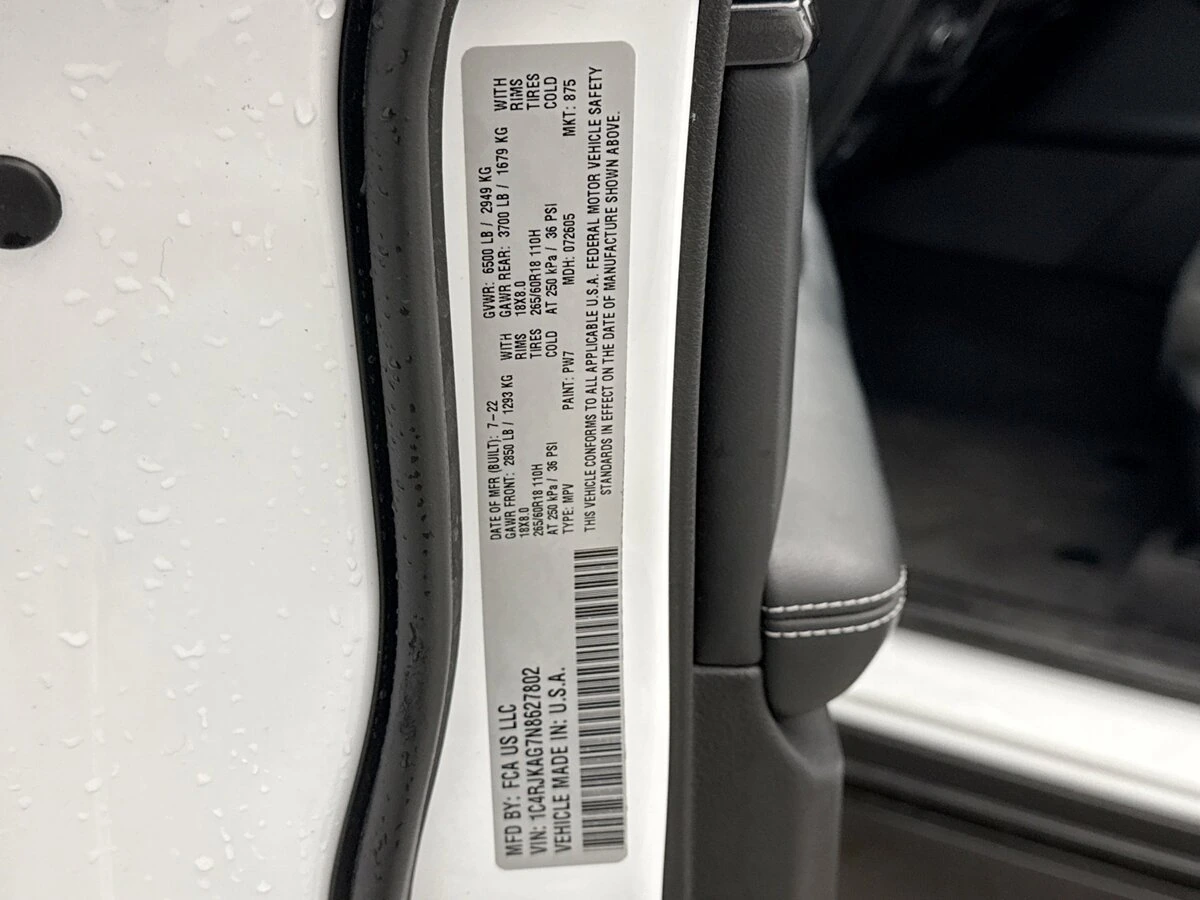 MFD BY: FCA US LLC
VIN: 1C4RJKAG7N8627802
VEHICLE MADE IN: U.S.A.
DATE OF MFR (BUILT): 7-22 GVWR: 6500 LB / 2949 KG
GAWR FRONT: 2850 LB / 1293 KG WITH GAWR REAR: 3700 LB / 1679 KG WITH
18X8.0 RIMS 18X8.0 RIMS
265/60R18 110H TIRES 265/60R18 110H TIRES
AT 250 kPa / 36 PSI COLD AT 250 kPa / 36 PSI COLD
TYPE: MPV PAINT: PW7 MDH: 072605 MKT: 875
THIS VEHICLE CONFORMS TO ALL APPLICABLE U.S.A. FEDERAL MOTOR VEHICLE SAFETY
STANDARDS IN EFFECT ON THE DATE OF MANUFACTURE SHOWN ABOVE.